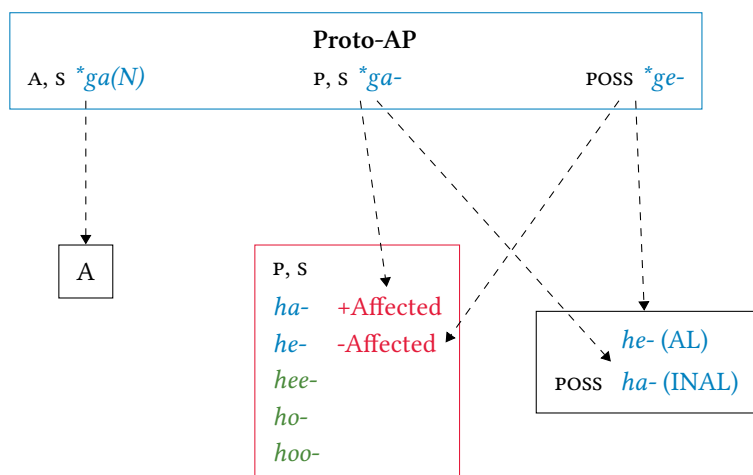 Proto-AP
A, S *ga(N) P, S *ga- POSS *ge-
A
P, S
ha- +Affected
he- -Affected
hee-
ho-
hoo-
he- (AL)
POSS ha- (INAL)